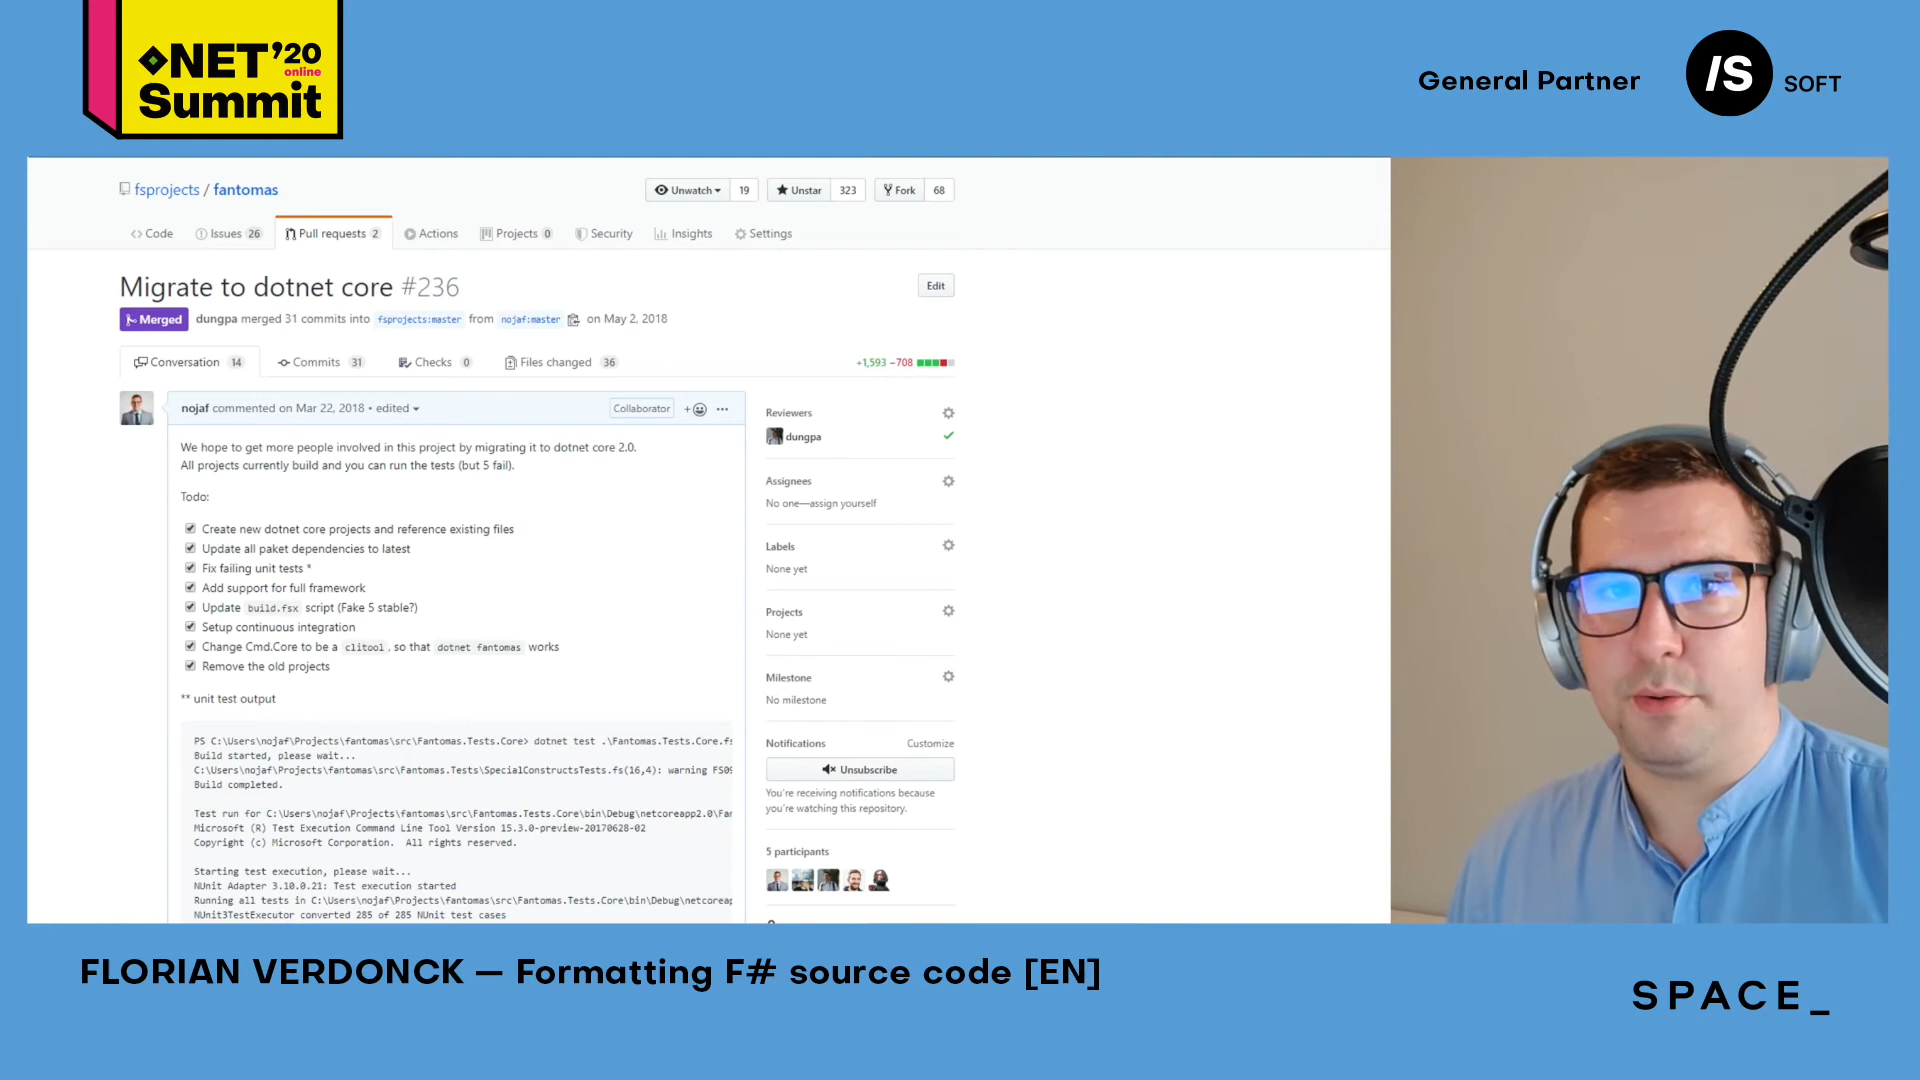 NET'20
online
Summit
General Partner
/S SOFT
fsprojects / fantomas
Unwatch 19
Unstar 323
Fork 68
Code
Issues 26
Pull requests 2
Actions
Projects 0
Security
Insights
Settings
Migrate to dotnet core #236
Edit
Merged dungpa merged 31 commits into fsprojects:master from nojaf:master on May 2, 2018
Conversation 14
Commits 31
Checks 0
Files changed 36
+1,593 −708
nojaf commented on Mar 22, 2018 • edited
Collaborator
We hope to get more people involved in this project by migrating it to dotnet core 2.0.
All projects currently build and you can run the tests (but 5 fail).
Todo:
Create new dotnet core projects and reference existing files
Update all paket dependencies to latest
Fix failing unit tests *
Add support for full framework
Update build.fsx script (Fake 5 stable?)
Setup continuous integration
Change Cmd.Core to be a clitool, so that dotnet fantomas works
Remove the old projects
** unit test output
PS C:\Users\nojaf\Projects\fantomas\src\Fantomas.Tests.Core> dotnet test .\Fantomas.Tests.Core.fs
Build started, please wait...
C:\Users\nojaf\Projects\fantomas\src\Fantomas.Tests\SpecialConstructsTests.fs(16,4): warning FS09
Build completed.
Test run for C:\Users\nojaf\Projects\fantomas\src\Fantomas.Tests.Core\bin\Debug\netcoreapp2.0\Fan
Microsoft (R) Test Execution Command Line Tool Version 15.3.0-preview-20170628-02
Copyright (c) Microsoft Corporation. All rights reserved.
Starting test execution, please wait...
NUnit Adapter 3.10.0.21: Test execution started
Running all tests in C:\Users\nojaf\Projects\fantomas\src\Fantomas.Tests.Core\bin\Debug\netcoreap
NUnit3TestExecutor converted 285 of 285 NUnit test cases
Reviewers
dungpa
Assignees
No one—assign yourself
Labels
None yet
Projects
None yet
Milestone
No milestone
Notifications Customize
Unsubscribe
You're receiving notifications because
you're watching this repository.
5 participants
FLORIAN VERDONCK — Formatting F# source code [EN]
SPACE_